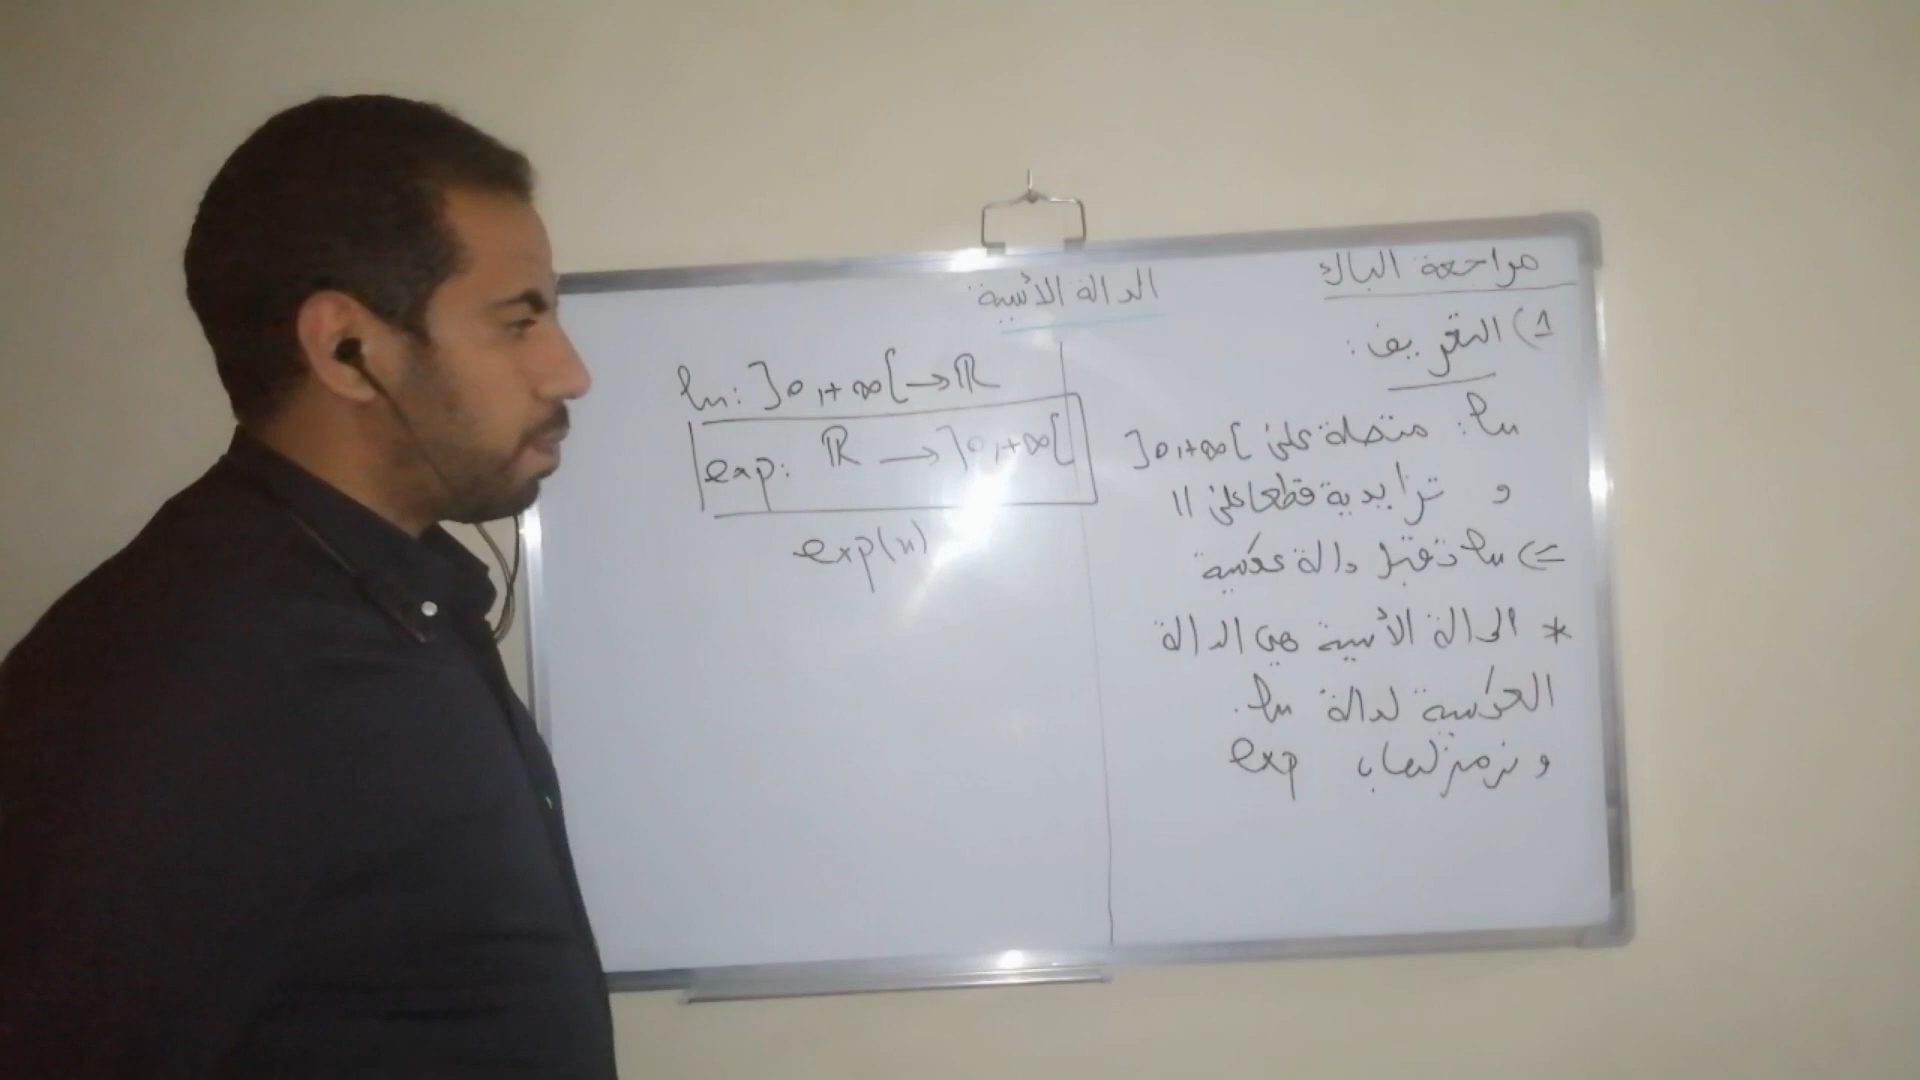 مراجعة الباك
الدالة الأسية
1) التعريف:
ln: متصلة على ]0,+∞[
و تزايدية قطعا على //
=> ln تقبل دالة عكسية
* الدالة الأسية هي الدالة
العكسية لدالة ln.
و نرمز لها ب exp
ln: ]0,+∞[ → ℝ
exp: ℝ → ]0,+∞[
exp(x)